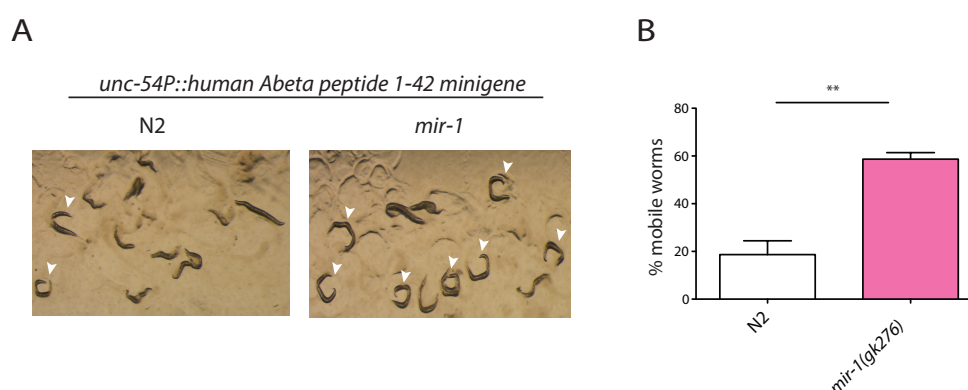 A
unc-54P::human Abeta peptide 1-42 minigene
N2
mir-1
B
**
80
60
40
20
0
% mobile worms
N2
mir-1(gk276)